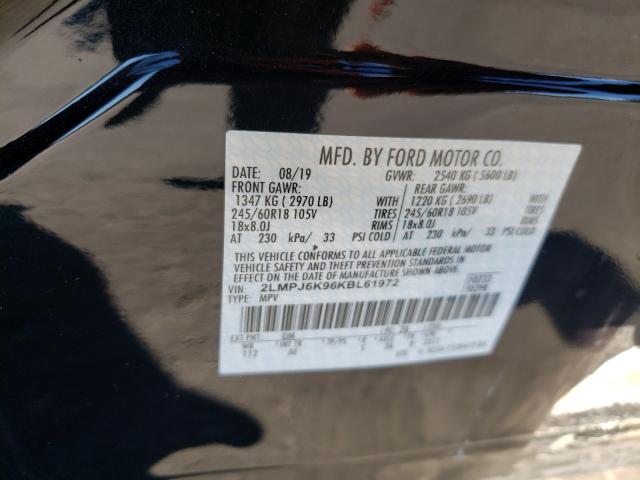 MFD. BY FORD MOTOR CO.
DATE: 08/19 GVWR: 2540 KG ( 5600 LB)
FRONT GAWR: REAR GAWR:
1347 KG ( 2970 LB) WITH 1220 KG ( 2690 LB)
245/60R18 105V TIRES 245/60R18 105V
18x8.0J RIMS 18x8.0J
AT 230 kPa/ 33 PSI COLD AT 230 kPa/ 33 PSI COLD
THIS VEHICLE CONFORMS TO ALL APPLICABLE FEDERAL MOTOR
VEHICLE SAFETY AND THEFT PREVENTION STANDARDS IN
EFFECT ON THE DATE OF MANUFACTURE SHOWN ABOVE.
VIN: 2LMPJ6K96KBL61972
TYPE: MPV
EXT PNT:
WB
112